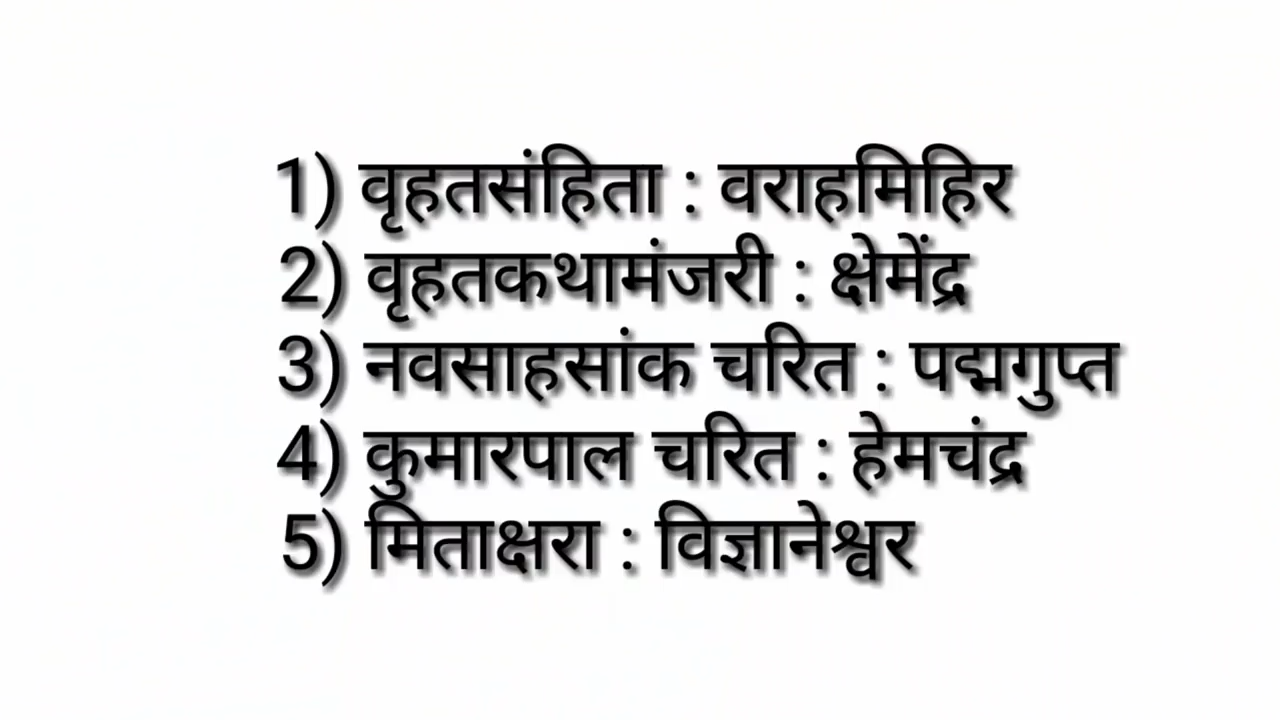 1) वृहतसंहिता : वराहमिहिर
2) वृहतकथामंजरी : क्षेमेंद्र
3) नवसाहसांक चरित : पद्मगुप्त
4) कुमारपाल चरित : हेमचंद्र
5) मिताक्षरा : विज्ञानेश्वर